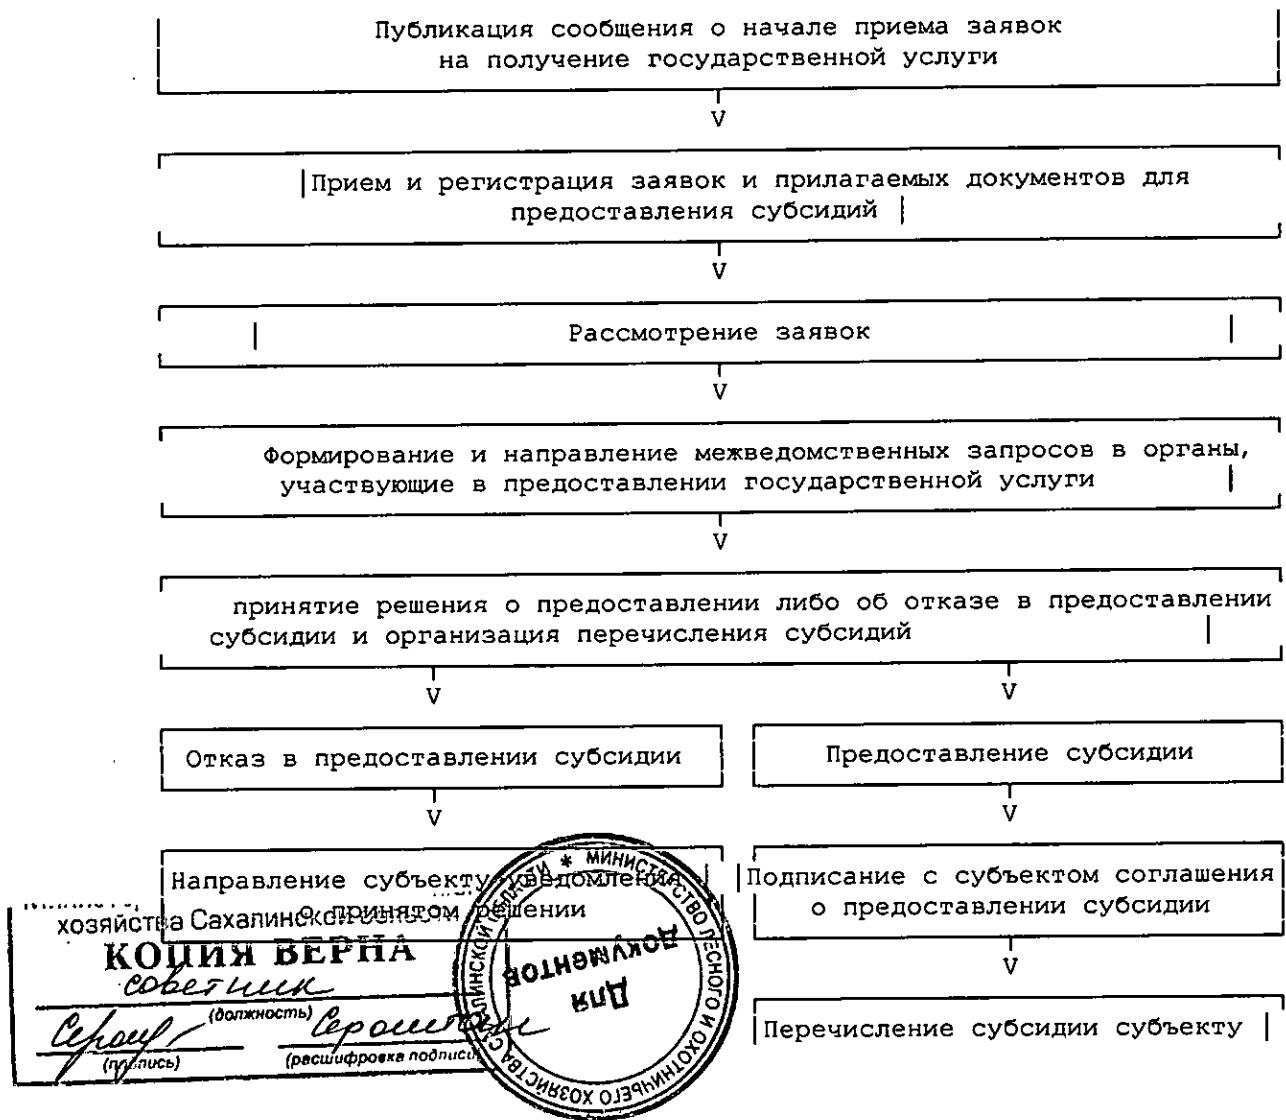 Публикация сообщения о начале приема заявок
на получение государственной услуги
V
Прием и регистрация заявок и прилагаемых документов для
предоставления субсидий
V
Рассмотрение заявок
V
Формирование и направление межведомственных запросов в органы,
участвующие в предоставлении государственной услуги
V
принятие решения о предоставлении либо об отказе в предоставлении
субсидии и организация перечисления субсидий
V V
Отказ в предоставлении субсидии
Предоставление субсидии
V V
Направление субъекту уведомления
о принятом решении
Подписание с субъектом соглашения
о предоставлении субсидии
V
Перечисление субсидии субъекту
хозяйства Сахалинской
КОПИЯ ВЕРНА
советник
(должность)
(подпись)
(расшифровка подписи)
* МИНИСТЕРСТВО ЛЕСНОГО И ОХОТНИЧЬЕГО ХОЗЯЙСТВА САХАЛИНСКОЙ ОБЛАСТИ
Для
документов